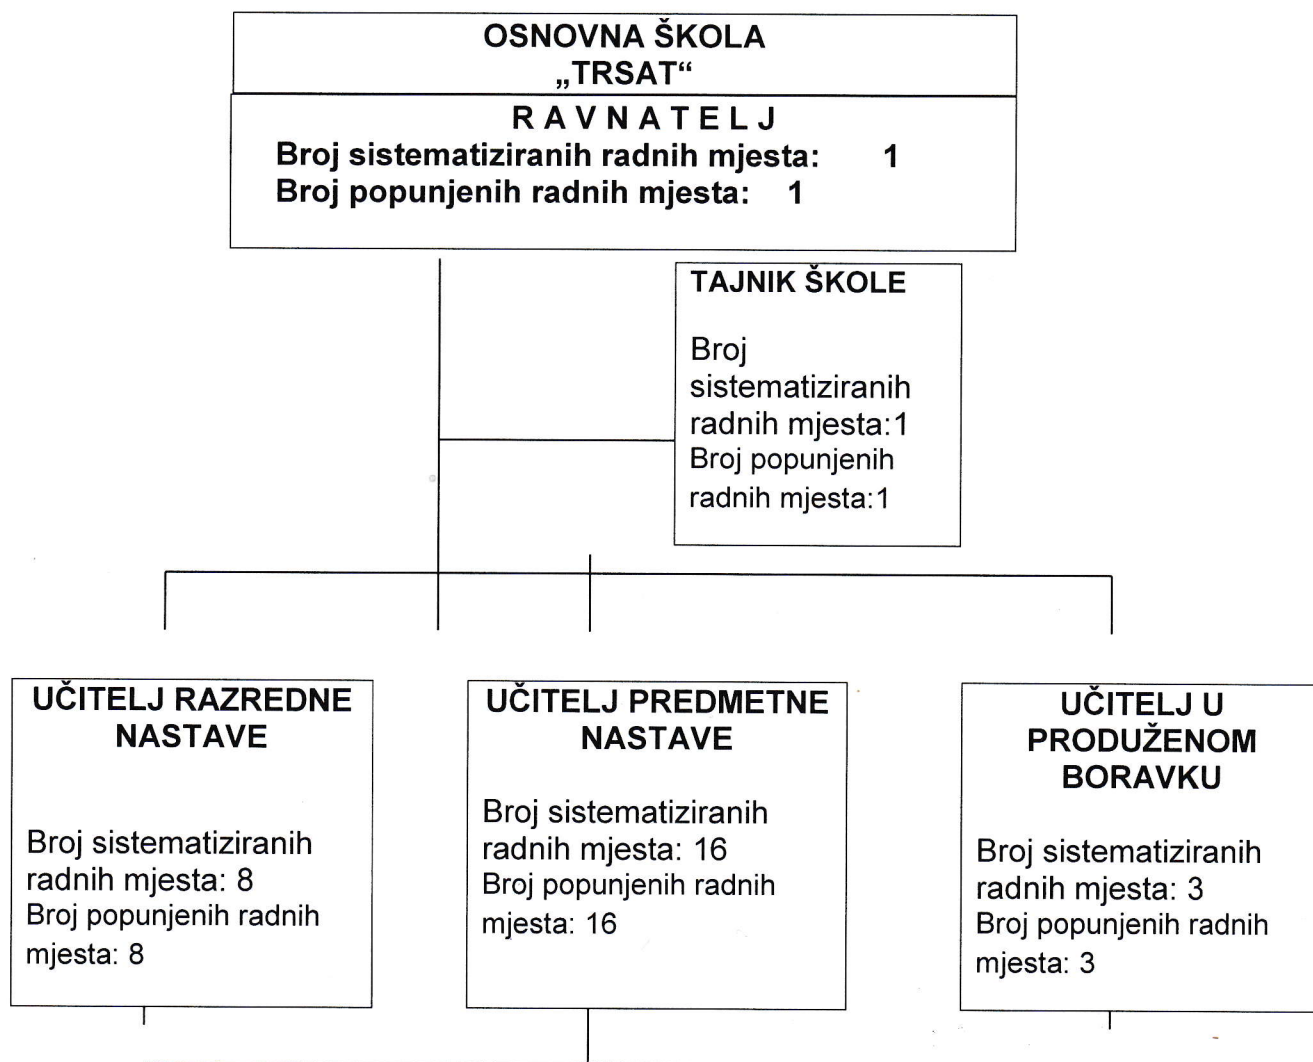 OSNOVNA ŠKOLA
„TRSAT“
R A V N A T E L J
Broj sistematiziranih radnih mjesta: 1
Broj popunjenih radnih mjesta: 1
TAJNIK ŠKOLE
Broj
sistematiziranih
radnih mjesta:1
Broj popunjenih
radnih mjesta:1
UČITELJ RAZREDNE
NASTAVE
Broj sistematiziranih
radnih mjesta: 8
Broj popunjenih radnih
mjesta: 8
UČITELJ PREDMETNE
NASTAVE
Broj sistematiziranih
radnih mjesta: 16
Broj popunjenih radnih
mjesta: 16
UČITELJ U
PRODUŽENOM
BORAVKU
Broj sistematiziranih
radnih mjesta: 3
Broj popunjenih radnih
mjesta: 3